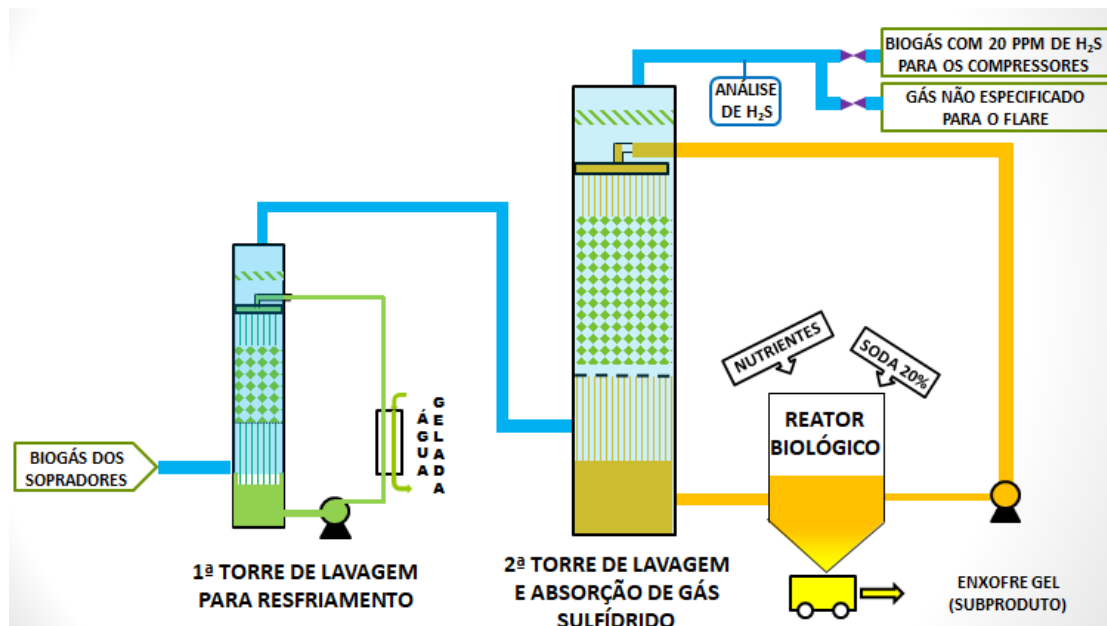 BIOGÁS COM 20 PPM DE H₂S
PARA OS COMPRESSORES
ANÁLISE
DE H₂S
GÁS NÃO ESPECIFICADO
PARA O FLARE
NUTRIENTES
SODA 20%
REATOR
BIOLÓGICO
ÁGUA
GELADA
BIOGÁS DOS
SOPRADORES
1ª TORRE DE LAVAGEM
PARA RESFRIAMENTO
2ª TORRE DE LAVAGEM
E ABSORÇÃO DE GÁS
SULFÍDRIDO
ENXOFRE GEL
(SUBPRODUTO)